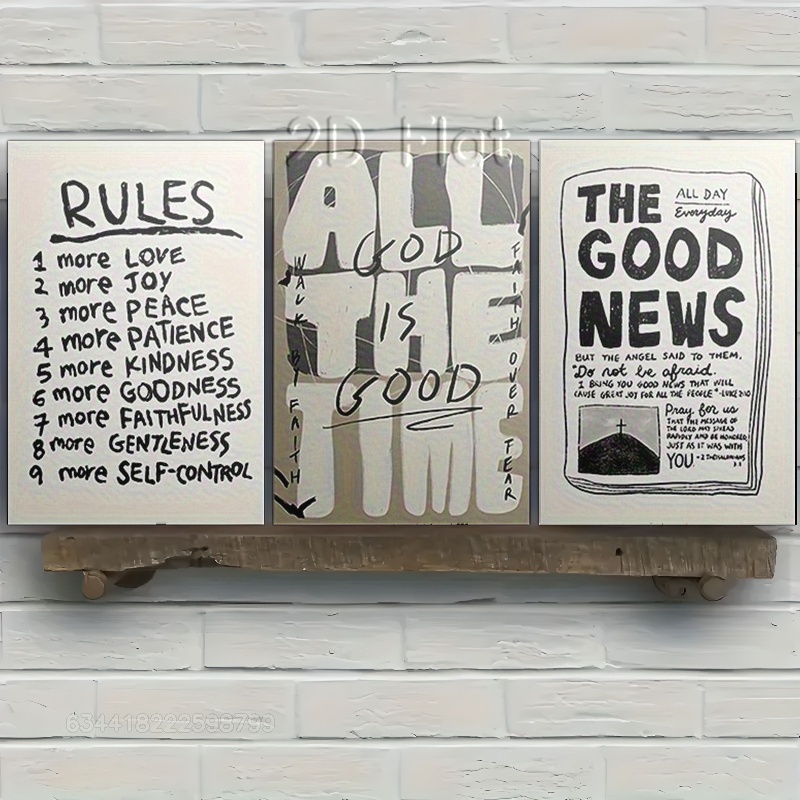 2D Flat
RULES
1 more LOVE
2 more JOY
3 more PEACE
4 more PATIENCE
5 more KINDNESS
6 more GOODNESS
7 more FAITHFULNESS
8 more GENTLENESS
9 more SELF-CONTROL
ALL
THE
TIME
GOD
IS
GOOD
WALK BY FAITH
FAITH OVER FEAR
THE
GOOD
NEWS
ALL DAY
Everyday
BUT THE ANGEL SAID TO THEM,
"Do not be afraid.
I BRING YOU GOOD NEWS THAT WILL
CAUSE GREAT JOY FOR ALL THE PEOPLE" -LUKE 2:10
Pray for us
THAT THE MESSAGE OF
THE LORD MAY SPREAD
RAPIDLY AND BE HONORED,
JUST AS IT WAS WITH
YOU. -2 THESSALONIANS
3:1
634418222598799